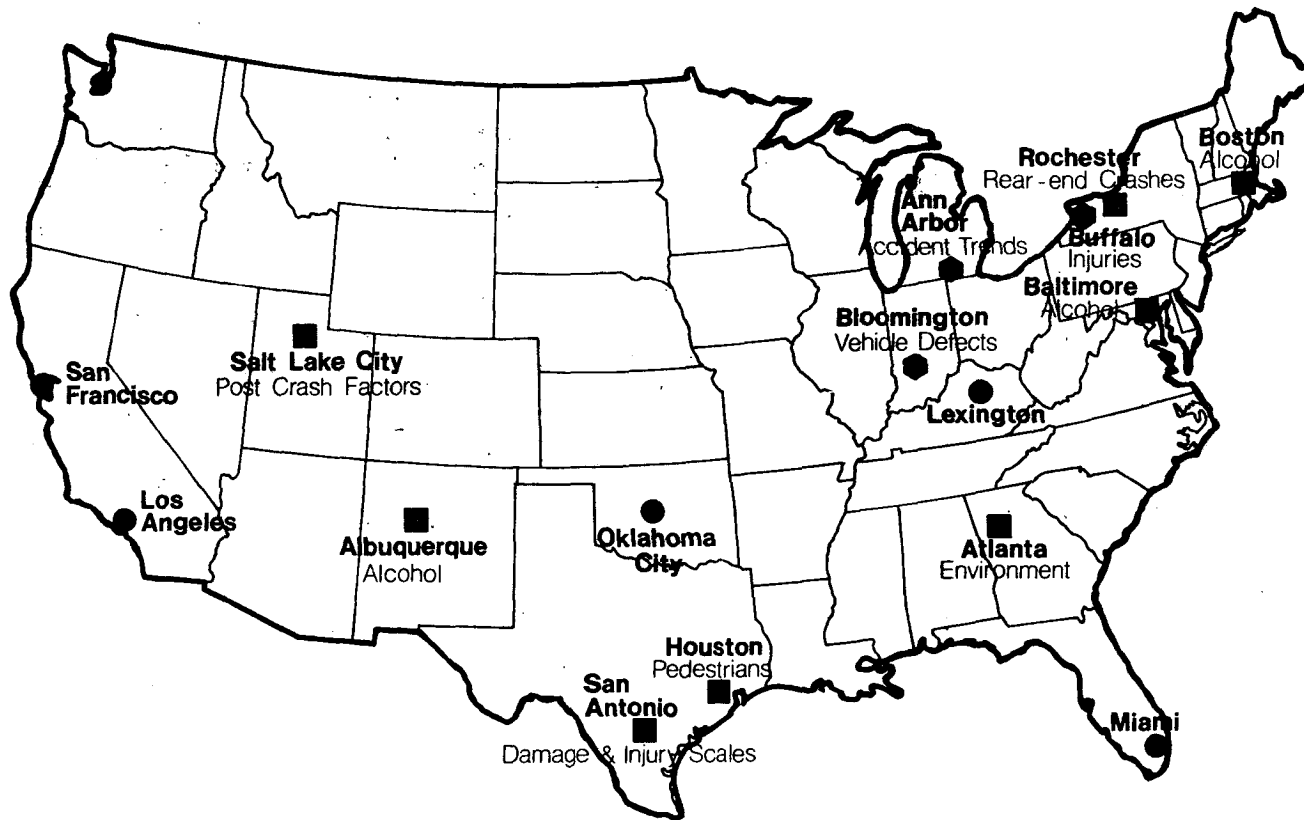 Boston
Alcohol
Rochester
Rear-end Crashes
Ann
Arbor
Accident Trends
Buffalo
Injuries
Baltimore
Alcohol
Bloomington
Vehicle Defects
Salt Lake City
Post Crash Factors
San
Francisco
Lexington
Los
Angeles
Albuquerque
Alcohol
Oklahoma
City
Atlanta
Environment
Houston
Pedestrians
San
Antonio
Damage & Injury Scales
Miami